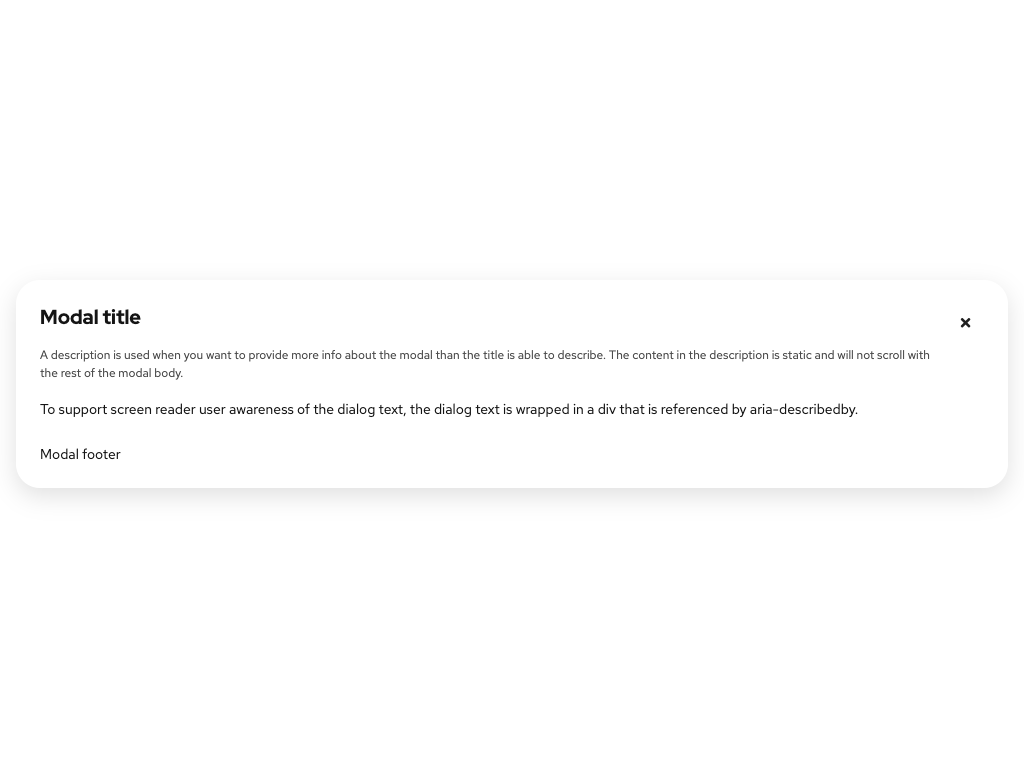 Modal title
A description is used when you want to provide more info about the modal than the title is able to describe. The content in the description is static and will not scroll with
the rest of the modal body.
To support screen reader user awareness of the dialog text, the dialog text is wrapped in a div that is referenced by aria-describedby.
Modal footer